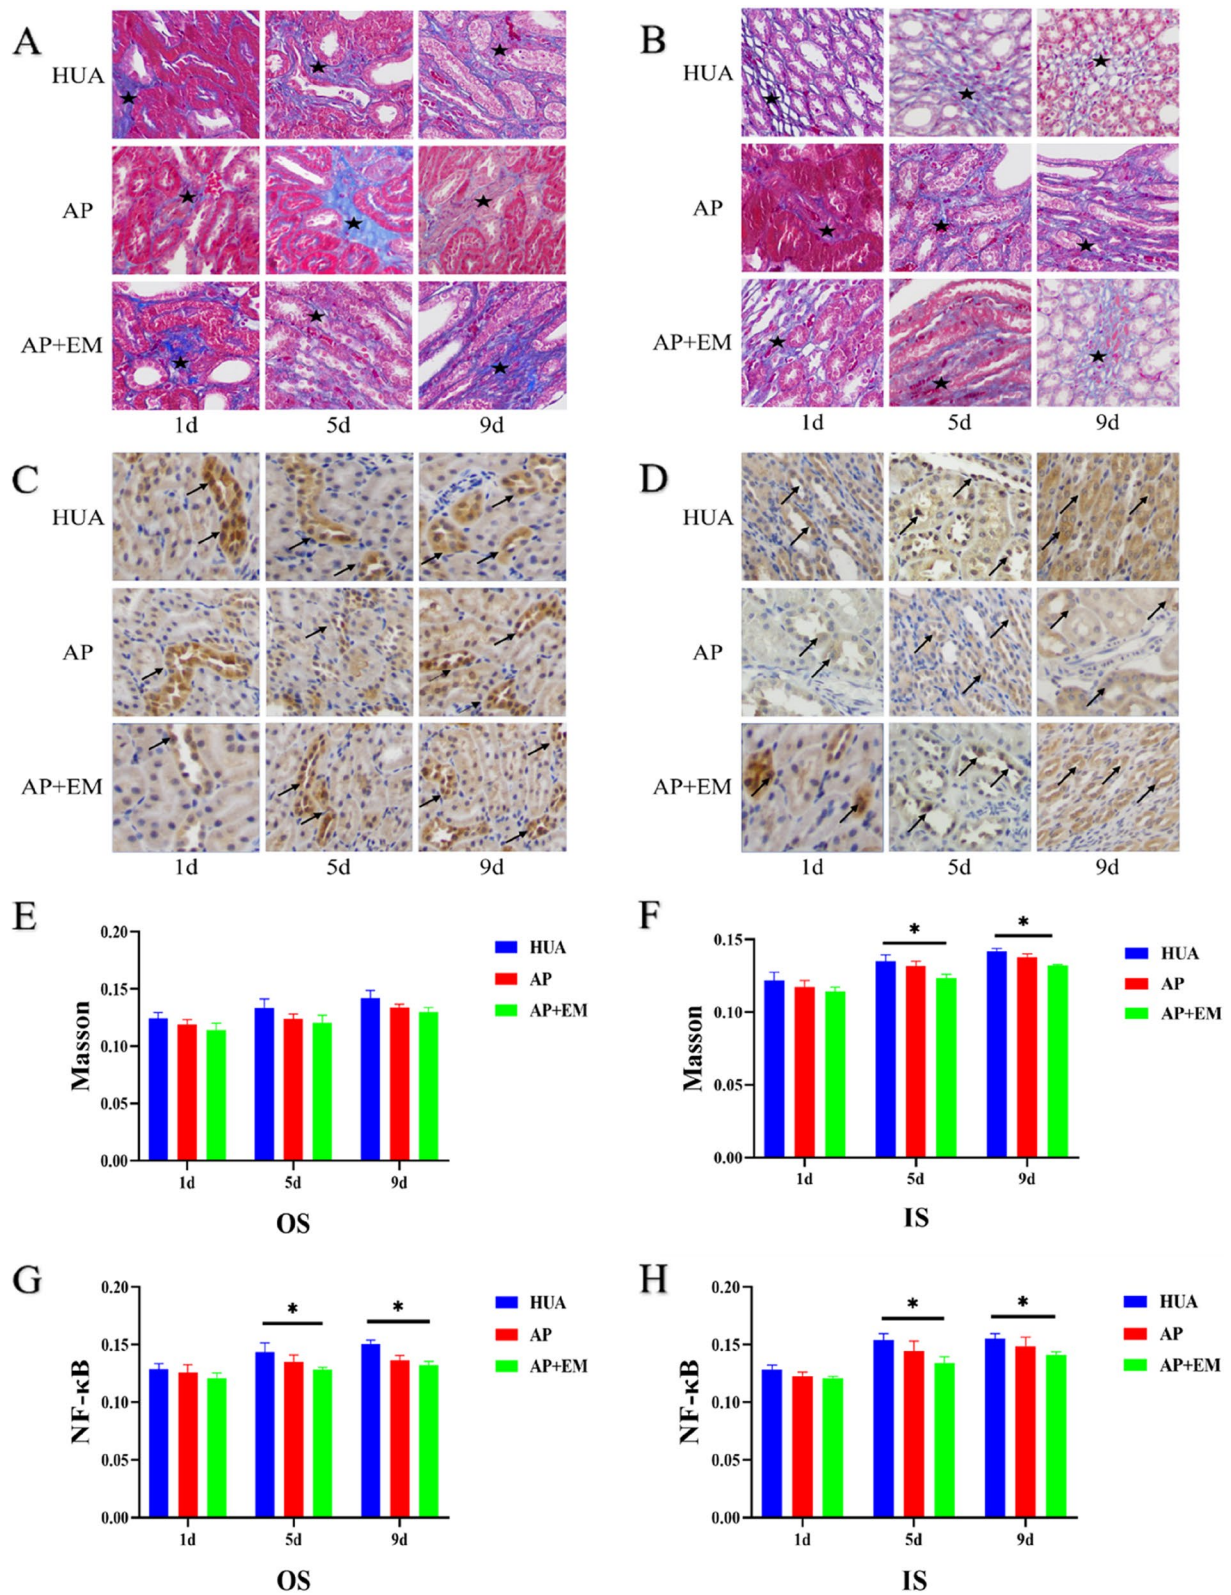 A
HUA
AP
AP+EM
1d 5d 9d
B
HUA
AP
AP+EM
1d 5d 9d
C
HUA
AP
AP+EM
1d 5d 9d
D
HUA
AP
AP+EM
1d 5d 9d
E
Masson
0.20
0.15
0.10
0.05
0.00
1d 5d 9d
OS
HUA
AP
AP+EM
F
Masson
0.15
0.10
0.05
0.00
* *
1d 5d 9d
IS
HUA
AP
AP+EM
G
NF-κB
0.20
0.15
0.10
0.05
0.00
* *
1d 5d 9d
OS
HUA
AP
AP+EM
H
NF-κB
0.20
0.15
0.10
0.05
0.00
* *
1d 5d 9d
IS
HUA
AP
AP+EM